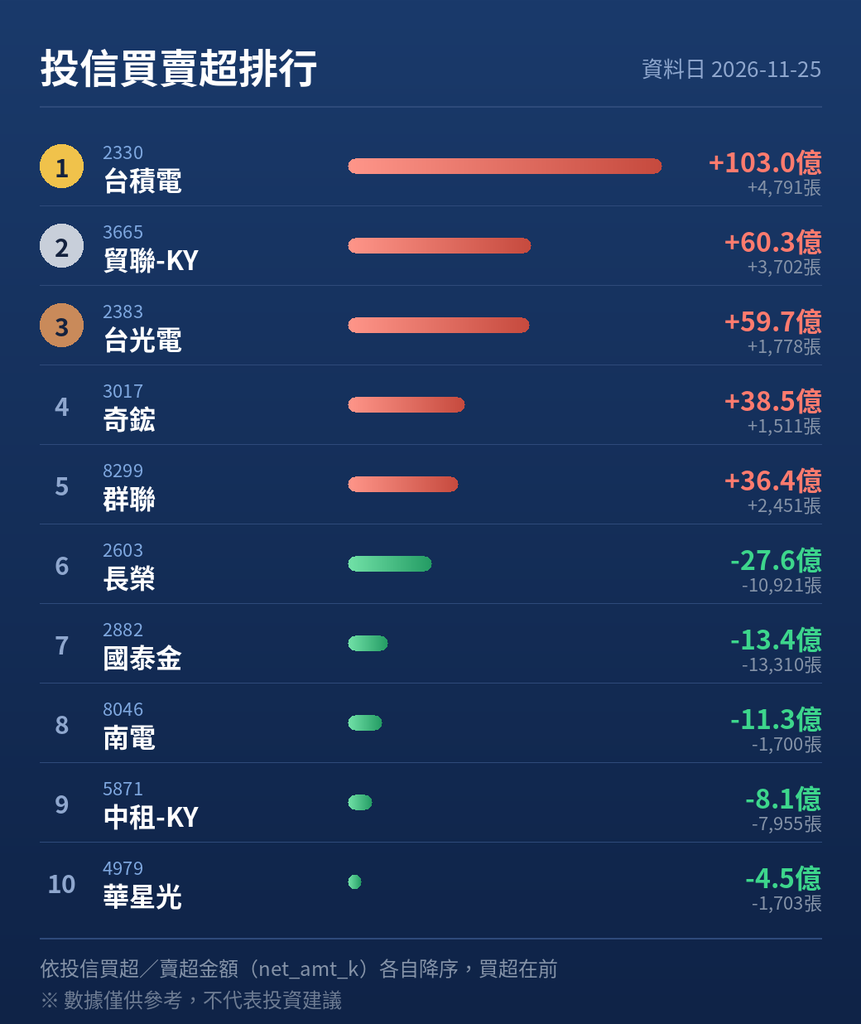 投信買賣超排行
資料日 2026-11-25
1
2330
台積電
+103.0億
+4,791張
2
3665
貿聯-KY
+60.3億
+3,702張
3
2383
台光電
+59.7億
+1,778張
4
3017
奇鋐
+38.5億
+1,511張
5
8299
群聯
+36.4億
+2,451張
6
2603
長榮
-27.6億
-10,921張
7
2882
國泰金
-13.4億
-13,310張
8
8046
南電
-11.3億
-1,700張
9
5871
中租-KY
-8.1億
-7,955張
10
4979
華星光
-4.5億
-1,703張
依投信買超／賣超金額（net_amt_k）各自降序，買超在前
※ 數據僅供參考，不代表投資建議